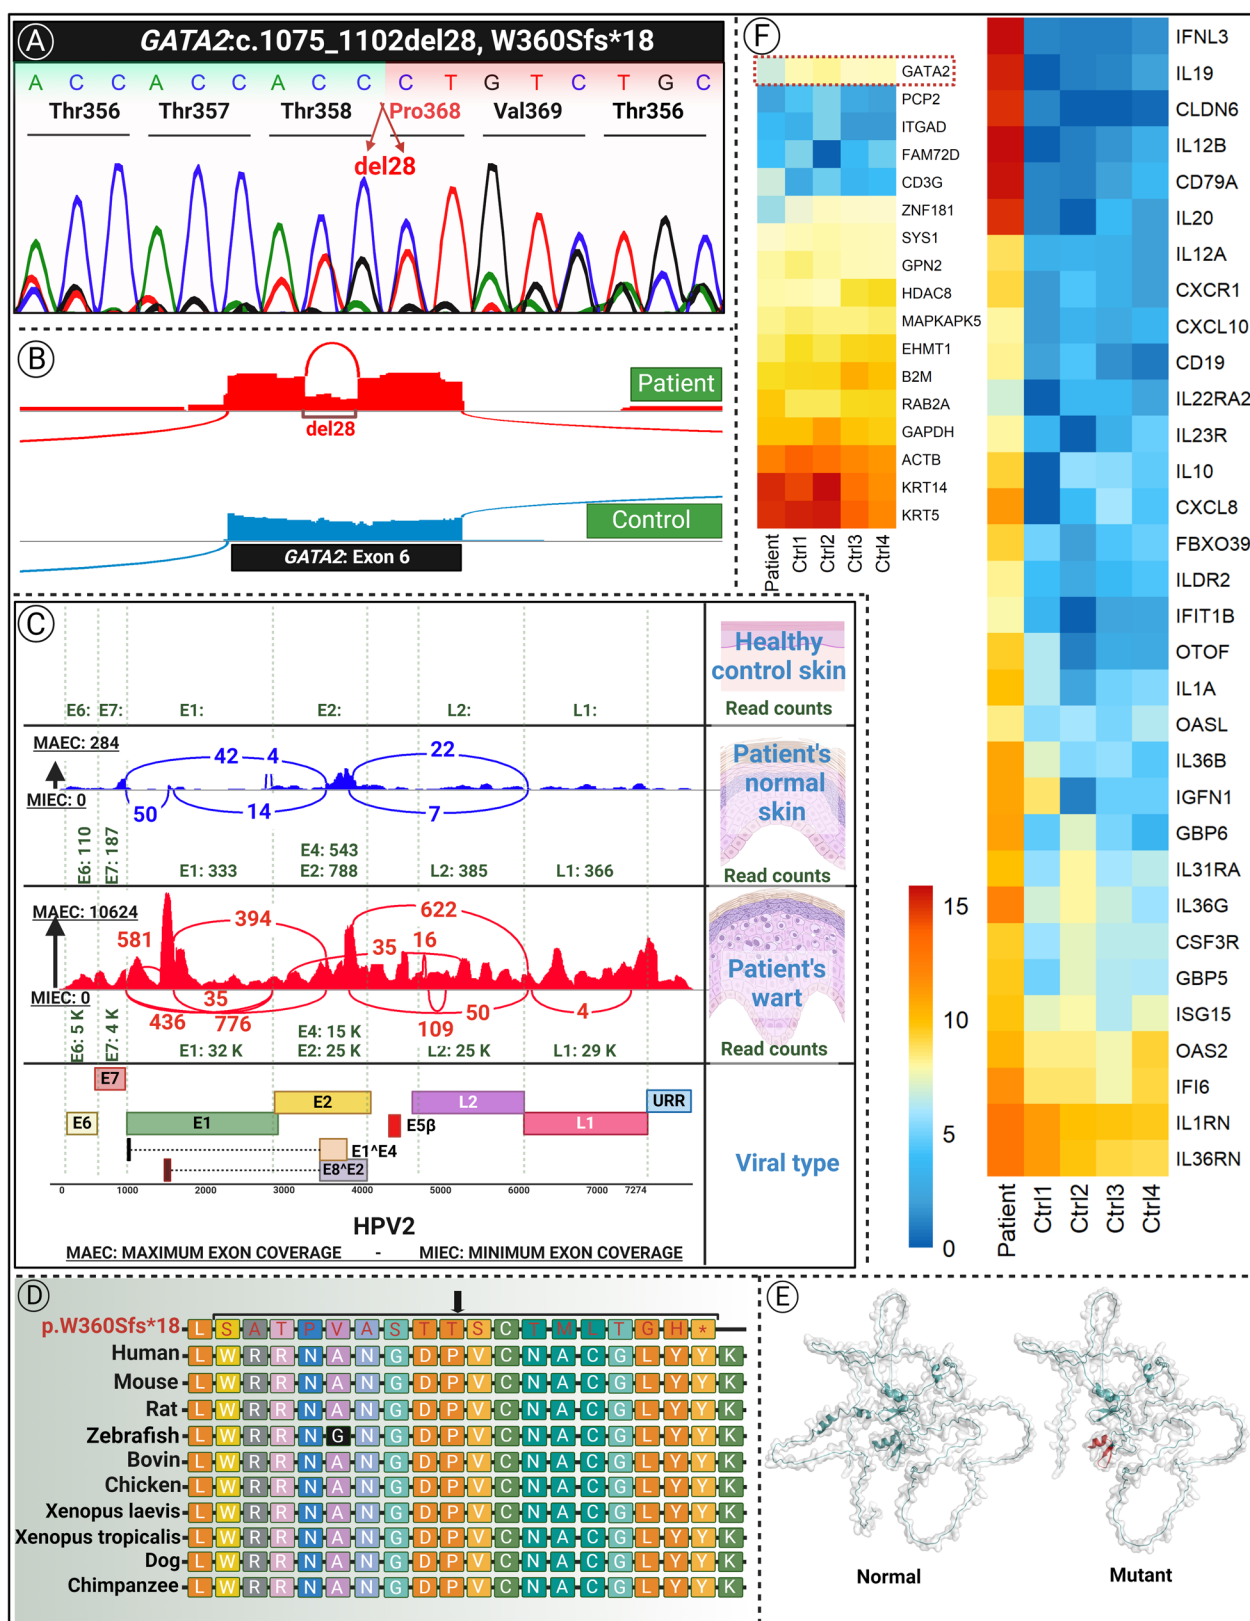 A
GATA2:c.1075_1102del28, W360Sfs*18
A C C A C C A C C C T G T C T G C
Thr356 Thr357 Thr358 Pro368 Val369 Thr356
del28
B
Patient
del28
Control
GATA2: Exon 6
C
Healthy
control skin
E6: E7: E1: E2: L2: L1:
Read counts
MAEC: 284
MIEC: 0
42 4 22
50 14 7
Patient's
normal
skin
E6: 110
E7: 187
E1: 333
E4: 543
E2: 788
L2: 385
L1: 366
Read counts
MAEC: 10624
MIEC: 0
581 394 622
35 16
35
436 776 109 50 4
Patient's
wart
E6: 5 K
E7: 4 K
E1: 32 K
E4: 15 K
E2: 25 K
L2: 25 K
L1: 29 K
Read counts
E7
E6
E1
E2
L2
L1
URR
E5β
E1^E4
E8^E2
Viral type
0 1000 2000 3000 4000 5000 6000 7000 7274
HPV2
MAEC: MAXIMUM EXON COVERAGE - MIEC: MINIMUM EXON COVERAGE
D
p.W360Sfs*18 L S A T P V A S T T S C T M L T G H *
Human L W R R N A N G D P V C N A C G L Y Y K
Mouse L W R R N A N G D P V C N A C G L Y Y K
Rat L W R R N A N G D P V C N A C G L Y Y K
Zebrafish L W R R N G N G D P V C N A C G L Y Y K
Bovin L W R R N A N G D P V C N A C G L Y Y K
Chicken L W R R N A N G D P V C N A C G L Y Y K
Xenopus laevis L W R R N A N G D P V C N A C G L Y Y K
Xenopus tropicalis L W R R N A N G D P V C N A C G L Y Y K
Dog L W R R N A N G D P V C N A C G L Y Y K
Chimpanzee L W R R N A N G D P V C N A C G L Y Y K
E
Normal
Mutant
F
GATA2
PCP2
ITGAD
FAM72D
CD3G
ZNF181
SYS1
GPN2
HDAC8
MAPKAPK5
EHMT1
B2M
RAB2A
GAPDH
ACTB
KRT14
KRT5
Patient Ctrl1 Ctrl2 Ctrl3 Ctrl4
IFNL3
IL19
CLDN6
IL12B
CD79A
IL20
IL12A
CXCR1
CXCL10
CD19
IL22RA2
IL23R
IL10
CXCL8
FBXO39
ILDR2
IFIT1B
OTOF
IL1A
OASL
IL36B
IGFN1
GBP6
IL31RA
IL36G
CSF3R
GBP5
ISG15
OAS2
IFI6
IL1RN
IL36RN
Patient Ctrl1 Ctrl2 Ctrl3 Ctrl4
15
10
5
0